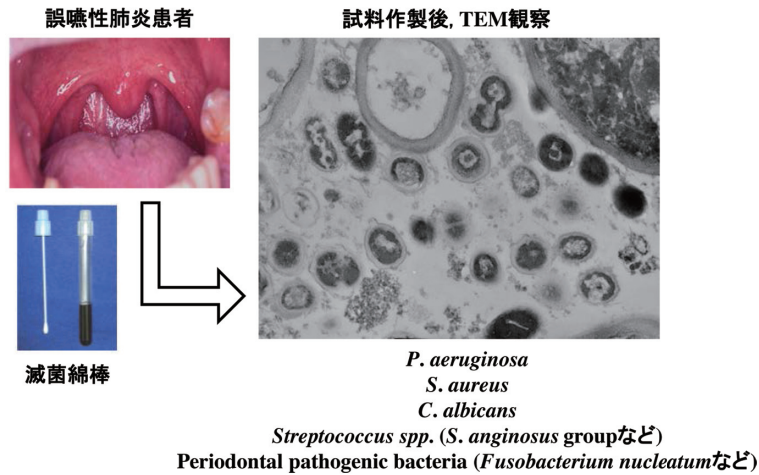 誤嚥性肺炎患者
試料作製後, TEM観察
滅菌綿棒
P. aeruginosa
S. aureus
C. albicans
Streptococcus spp. (S. anginosus groupなど)
Periodontal pathogenic bacteria (Fusobacterium nucleatumなど)